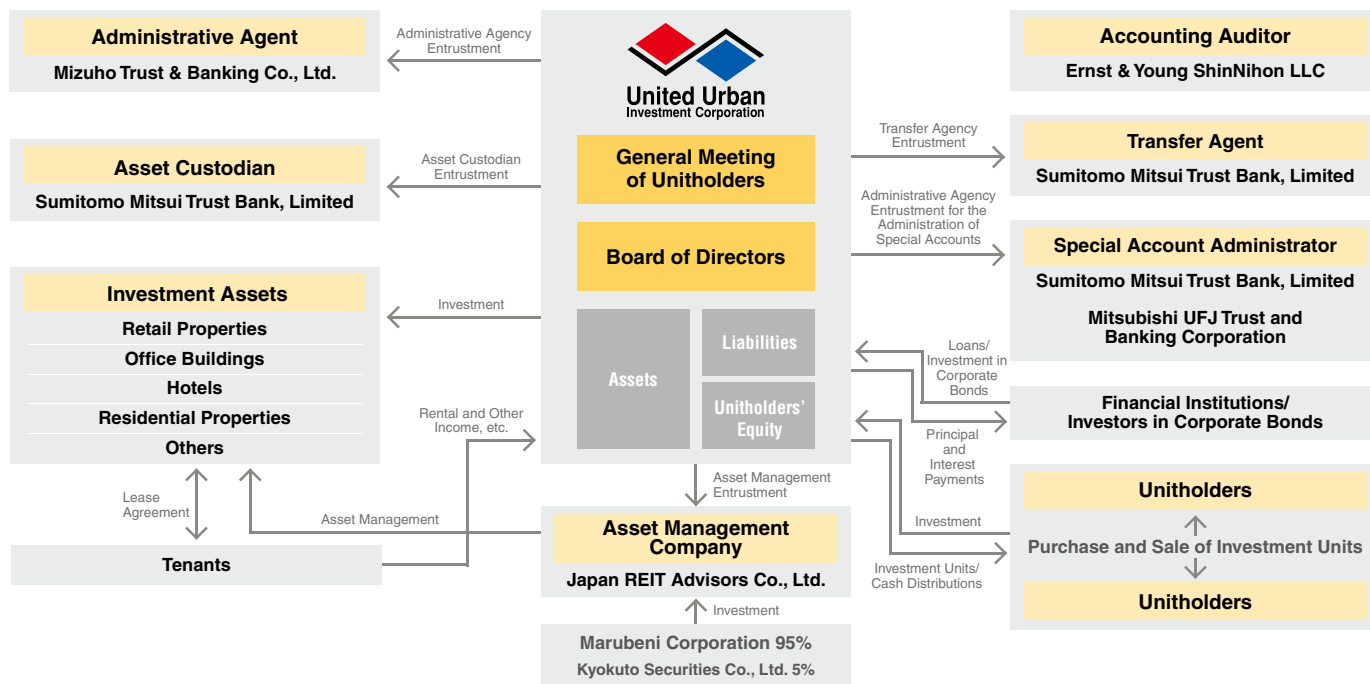 Administrative Agent
Mizuho Trust & Banking Co., Ltd.
Administrative Agency
Entrustment
Asset Custodian
Sumitomo Mitsui Trust Bank, Limited
Asset Custodian
Entrustment
Investment Assets
Retail Properties
Office Buildings
Hotels
Residential Properties
Others
Investment
Rental and Other
Income, etc.
Lease
Agreement
Asset Management
Tenants
United Urban
Investment Corporation
General Meeting
of Unitholders
Board of Directors
Assets
Liabilities
Unitholders'
Equity
Asset Management
Entrustment
Asset Management
Company
Japan REIT Advisors Co., Ltd.
Investment
Marubeni Corporation 95%
Kyokuto Securities Co., Ltd. 5%
Accounting Auditor
Ernst & Young ShinNihon LLC
Transfer Agency
Entrustment
Transfer Agent
Sumitomo Mitsui Trust Bank, Limited
Administrative Agency
Entrustment for the
Administration of
Special Accounts
Special Account Administrator
Sumitomo Mitsui Trust Bank, Limited
Mitsubishi UFJ Trust and
Banking Corporation
Loans/
Investment in
Corporate
Bonds
Financial Institutions/
Investors in Corporate Bonds
Principal
and
Interest
Payments
Investment
Investment Units/
Cash Distributions
Unitholders
Purchase and Sale of Investment Units
Unitholders